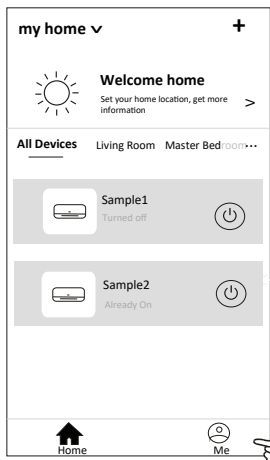 my home
+
Welcome home
Set your home location, get more
information
>
All Devices Living Room Master Bedroom...
Sample1
Turned off
Sample2
Already On
Home Me